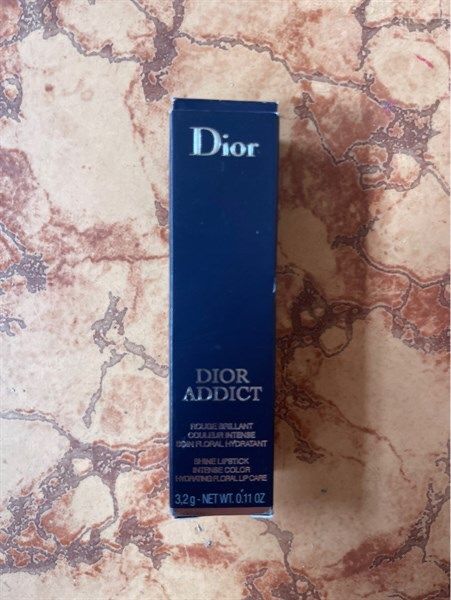 Dior
DIOR
ADDICT
ROUGE BRILLANT
COULEUR INTENSE
SOIN FLORAL HYDRATANT
SHINE LIPSTICK
INTENSE COLOR
HYDRATING FLORAL LIP CARE
3,2 g - NET WT. 0.11 OZ